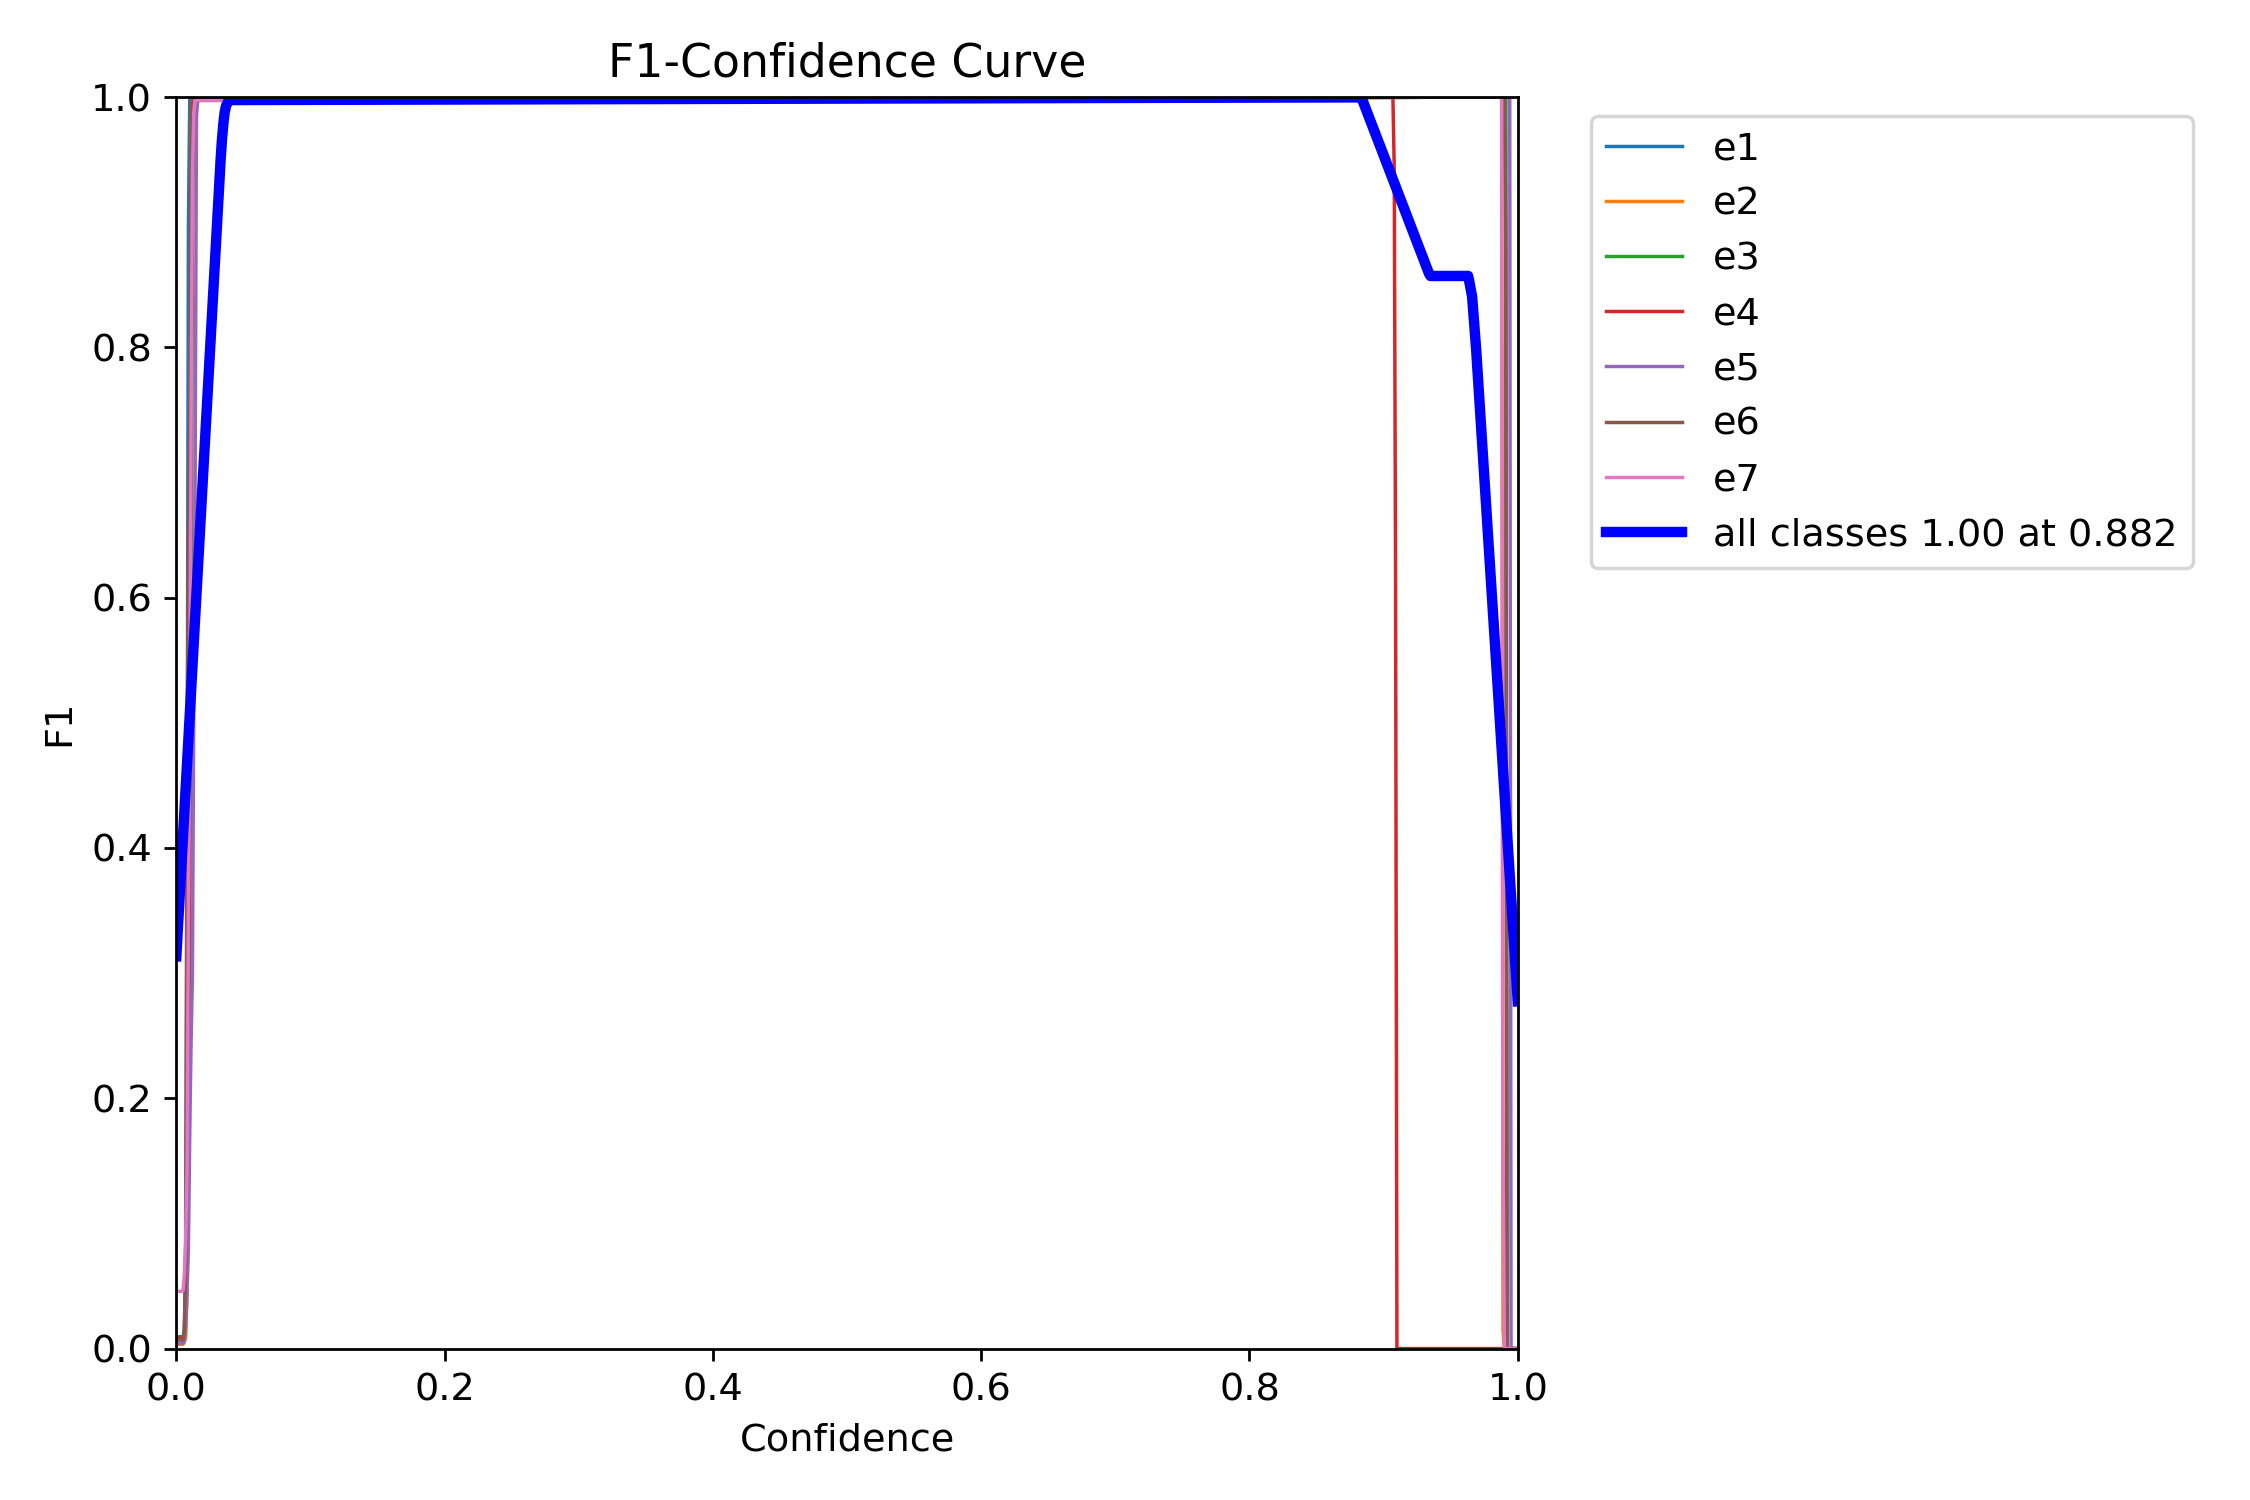 F1-Confidence Curve
1.0
0.8
0.6
0.4
0.2
0.0
F1
0.0 0.2 0.4 0.6 0.8 1.0
Confidence
e1
e2
e3
e4
e5
e6
e7
all classes 1.00 at 0.882